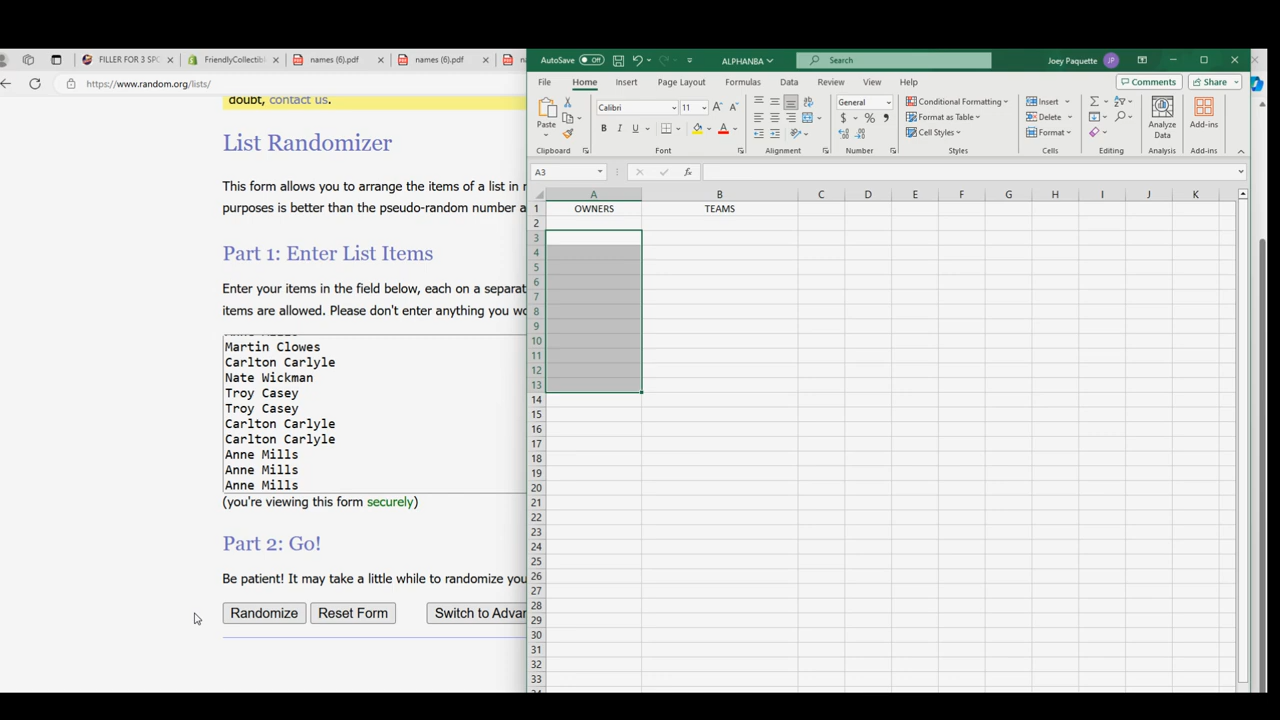 FILLER FOR 3 SPO
FriendlyCollectibl
names (6).pdf
names (6).pdf
https://www.random.org/lists/
doubt, contact us.
List Randomizer
This form allows you to arrange the items of a list in
purposes is better than the pseudo-random number a
Part 1: Enter List Items
Enter your items in the field below, each on a separat
items are allowed. Please don't enter anything you wo
Martin Clowes
Carlton Carlyle
Nate Wickman
Troy Casey
Troy Casey
Carlton Carlyle
Carlton Carlyle
Anne Mills
Anne Mills
Anne Mills
(you're viewing this form securely)
Part 2: Go!
Be patient! It may take a little while to randomize you
Randomize Reset Form Switch to Advan
AutoSave Off ALPHANBA Search Joey Paquette JP
File Home Insert Page Layout Formulas Data Review View Help Comments Share
Paste Calibri 11 General Conditional Formatting Insert Analyze Data Add-ins
B I U Format as Table Delete
Cell Styles Format
Clipboard Font Alignment Number Styles Cells Editing Analysis Add-ins
A3 fx
A B C D E F G H I J K
1 OWNERS TEAMS
2
3
4
5
6
7
8
9
10
11
12
13
14
15
16
17
18
19
20
21
22
23
24
25
26
27
28
29
30
31
32
33